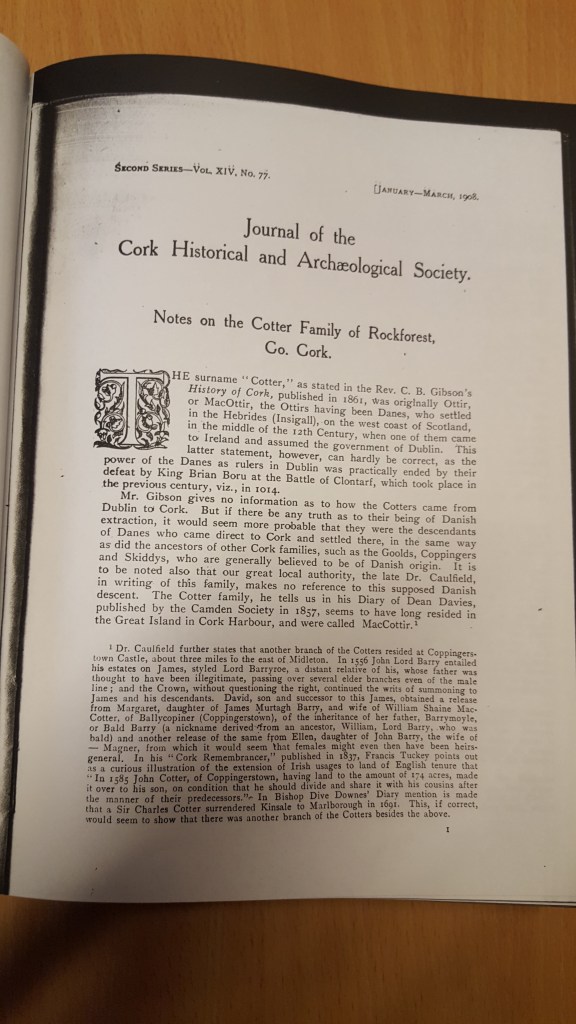 Second Series—Vol. XIV, No. 77.
[January—March, 1908.
Journal of the
Cork Historical and Archæological Society.
Notes on the Cotter Family of Rockforest,
Co. Cork.
THE surname "Cotter," as stated in the Rev. C. B. Gibson's
History of Cork, published in 1861, was originally Ottir,
or MacOttir, the Ottirs having been Danes, who settled
in the Hebrides (Insigall), on the west coast of Scotland,
in the middle of the 12th Century, when one of them came
to Ireland and assumed the government of Dublin. This
latter statement, however, can hardly be correct, as the
power of the Danes as rulers in Dublin was practically ended by their
defeat by King Brian Boru at the Battle of Clontarf, which took place in
the previous century, viz., in 1014.
Mr. Gibson gives no information as to how the Cotters came from
Dublin to Cork. But if there be any truth as to their being of Danish
extraction, it would seem more probable that they were the descendants
of Danes who came direct to Cork and settled there, in the same way
as did the ancestors of other Cork families, such as the Goolds, Coppingers
and Skiddys, who are generally believed to be of Danish origin. It is
to be noted also that our great local authority, the late Dr. Caulfield,
in writing of this family, makes no reference to this supposed Danish
descent. The Cotter family, he tells us in his Diary of Dean Davies,
published by the Camden Society in 1857, seems to have long resided in
the Great Island in Cork Harbour, and were called MacCottir.¹
¹ Dr. Caulfield further states that another branch of the Cotters resided at Coppingers-
town Castle, about three miles to the east of Midleton. In 1556 John Lord Barry entailed
his estates on James, styled Lord Barryroe, a distant relative of his, whose father was
thought to have been illegitimate, passing over several elder branches even of the male
line; and the Crown, without questioning the right, continued the writs of summoning to
James and his descendants. David, son and successor to this James, obtained a release
from Margaret, daughter of James Murtagh Barry, and wife of William Shaine Mac-
Cotter, of Ballycopiner (Coppingerstown), of the inheritance of her father, Barrymoyle,
or Bald Barry (a nickname derived from an ancestor, William, Lord Barry, who was
bald) and another release of the same from Ellen, daughter of John Barry, the wife of
— Magner, from which it would seem that females might even then have been heirs-
general. In his "Cork Remembrancer," published in 1837, Francis Tuckey points out
as a curious illustration of the extension of Irish usages to land of English tenure that
"In 1585 John Cotter, of Coppingerstown, having land to the amount of 174 acres, made
it over to his son, on condition that he should divide and share it with his cousins after
the manner of their predecessors." In Bishop Dive Downes' Diary mention is made
that a Sir Charles Cotter surrendered Kinsale to Marlborough in 1691. This, if correct,
would seem to show that there was another branch of the Cotters besides the above.
1